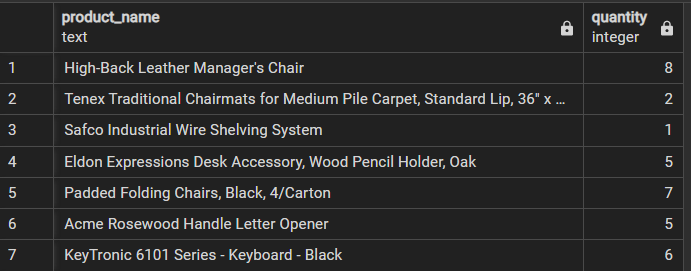 product_name quantity
text integer
1 High-Back Leather Manager's Chair 8
2 Tenex Traditional Chairmats for Medium Pile Carpet, Standard Lip, 36" x ... 2
3 Safco Industrial Wire Shelving System 1
4 Eldon Expressions Desk Accessory, Wood Pencil Holder, Oak 5
5 Padded Folding Chairs, Black, 4/Carton 7
6 Acme Rosewood Handle Letter Opener 5
7 KeyTronic 6101 Series - Keyboard - Black 6